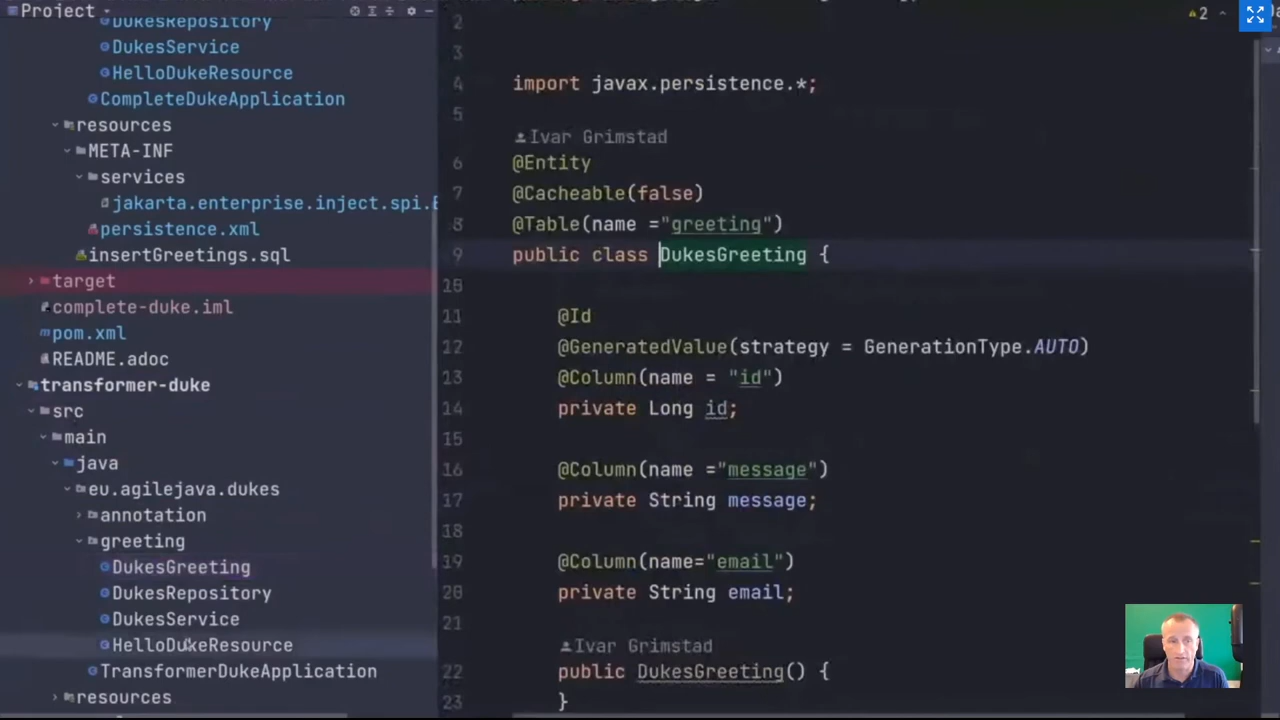 Project
DukesRepository
DukesService
HelloDukeResource
CompleteDukeApplication
resources
META-INF
services
jakarta.enterprise.inject.spi.
persistence.xml
insertGreetings.sql
target
complete-duke.iml
pom.xml
README.adoc
transformer-duke
src
main
java
eu.agilejava.dukes
annotation
greeting
DukesGreeting
DukesRepository
DukesService
HelloDukeResource
TransformerDukeApplication
resources
2
2
3
4 import javax.persistence.*;
5
Ivar Grimstad
6 @Entity
7 @Cacheable(false)
8 @Table(name ="greeting")
9 public class DukesGreeting {
10
11 @Id
12 @GeneratedValue(strategy = GenerationType.AUTO)
13 @Column(name = "id")
14 private Long id;
15
16 @Column(name ="message")
17 private String message;
18
19 @Column(name="email")
20 private String email;
21
Ivar Grimstad
22 public DukesGreeting() {
23 }